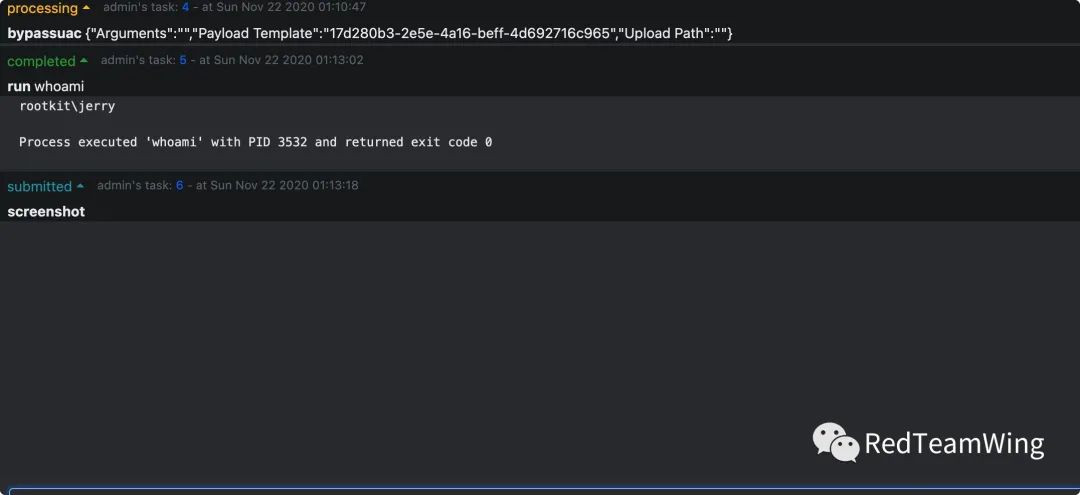 processing admin's task: 4 - at Sun Nov 22 2020 01:10:47
bypassuac {"Arguments":"","Payload Template":"17d280b3-2e5e-4a16-beff-4d692716c965","Upload Path":""}
completed admin's task: 5 - at Sun Nov 22 2020 01:13:02
run whoami
rootkit\jerry
Process executed 'whoami' with PID 3532 and returned exit code 0
submitted admin's task: 6 - at Sun Nov 22 2020 01:13:18
screenshot
RedTeamWing